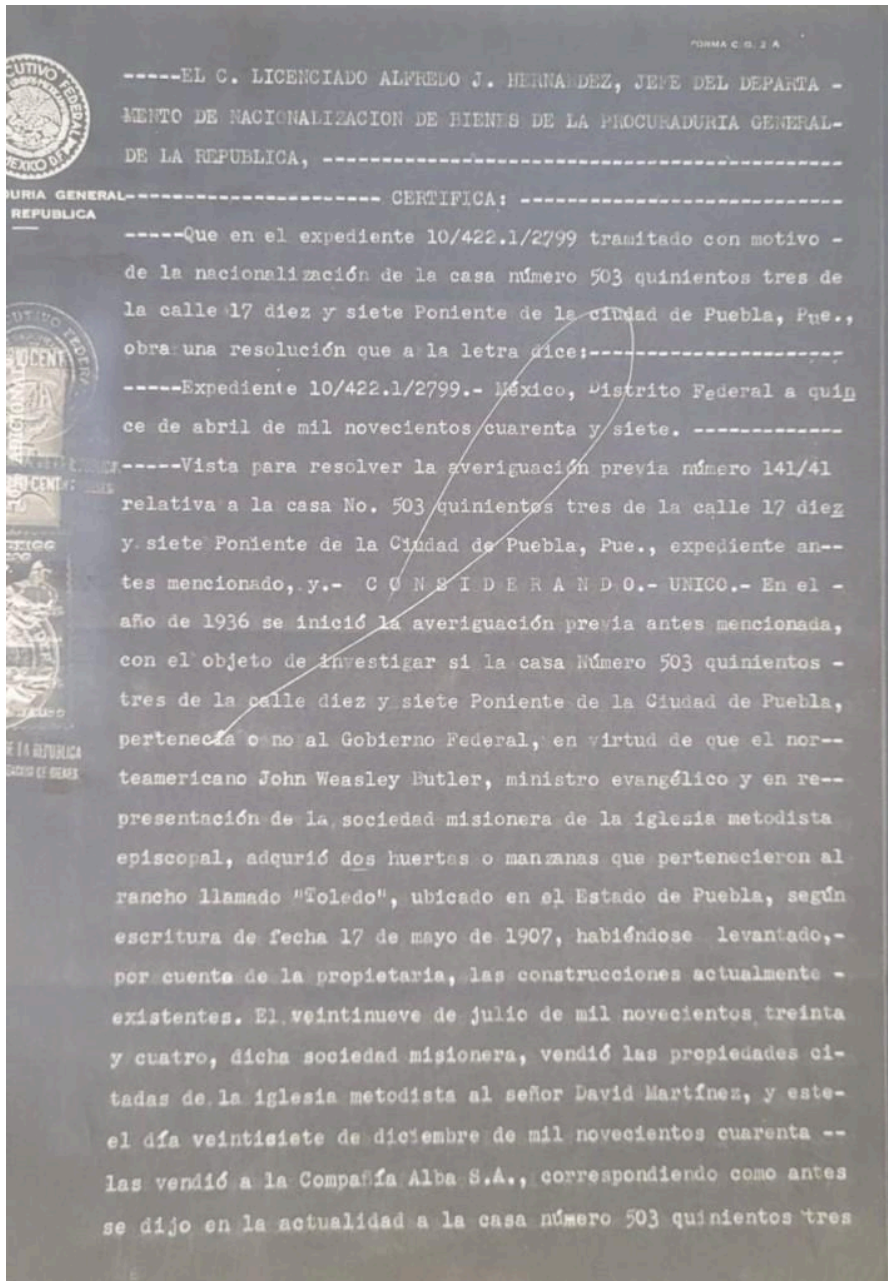 FORMA C. G. 2 A
-----EL C. LICENCIADO ALFREDO J. HERNANDEZ, JEFE DEL DEPARTA -
MENTO DE NACIONALIZACION DE BIENES DE LA PROCURADURIA GENERAL-
DE LA REPUBLICA, ----------------------------------------
URIA GENERAL-------------------- CERTIFICA: -------------------------
REPUBLICA
-----Que en el expediente 10/422.1/2799 tramitado con motivo -
de la nacionalización de la casa número 503 quinientos tres de
la calle 17 diez y siete Poniente de la ciudad de Puebla, Pue.,
obra una resolución que a la letra dice:--------------------
-----Expediente 10/422.1/2799.- México, Distrito Federal a quin
ce de abril de mil novecientos cuarenta y siete. -------------
-----Vista para resolver la averiguación previa número 141/41
relativa a la casa No. 503 quinientos tres de la calle 17 diez
y siete Poniente de la Ciudad de Puebla, Pue., expediente an--
tes mencionado, y.- C O N S I D E R A N D O.- UNICO.- En el -
año de 1936 se inició la averiguación previa antes mencionada,
con el objeto de investigar si la casa Número 503 quinientos -
tres de la calle diez y siete Poniente de la Ciudad de Puebla,
pertenecía o no al Gobierno Federal, en virtud de que el nor--
teamericano John Weasley Butler, ministro evangélico y en re--
presentación de la sociedad misionera de la iglesia metodista
episcopal, adqurió dos huertas o manzanas que pertenecieron al
rancho llamado "Toledo", ubicado en el Estado de Puebla, según
escritura de fecha 17 de mayo de 1907, habiéndose levantado,-
por cuenta de la propietaria, las construcciones actualmente -
existentes. El veintinueve de julio de mil novecientos treinta
y cuatro, dicha sociedad misionera, vendió las propiedades ci-
tadas de la iglesia metodista al señor David Martínez, y este-
el día veintisiete de diciembre de mil novecientos cuarenta --
las vendió a la Compañía Alba S.A., correspondiendo como antes
se dijo en la actualidad a la casa número 503 quinientos tres